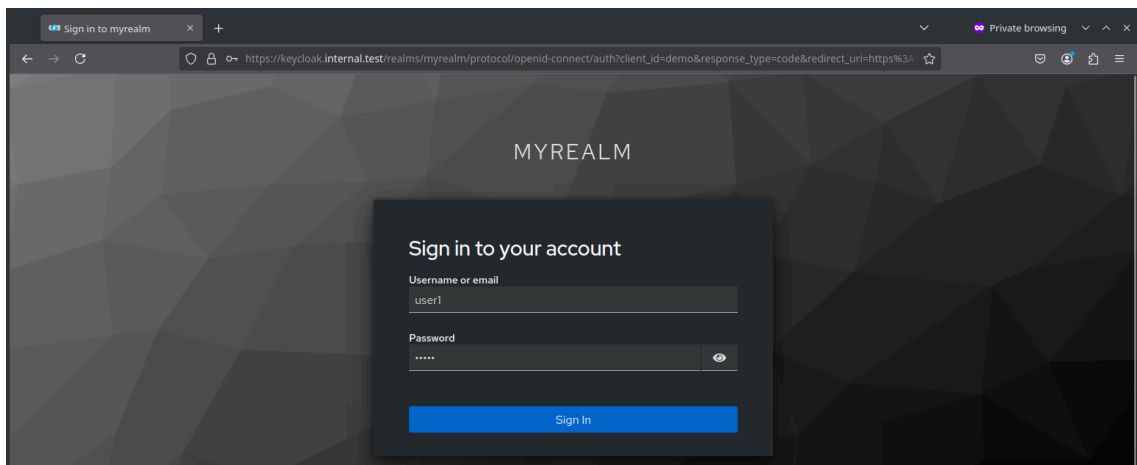 Sign in to myrealm
Private browsing
https://keycloak.internal.test/realms/myrealm/protocol/openid-connect/auth?client_id=demo&response_type=code&redirect_uri=https%3A
MYREALM
Sign in to your account
Username or email
user1
Password
•••••
Sign In